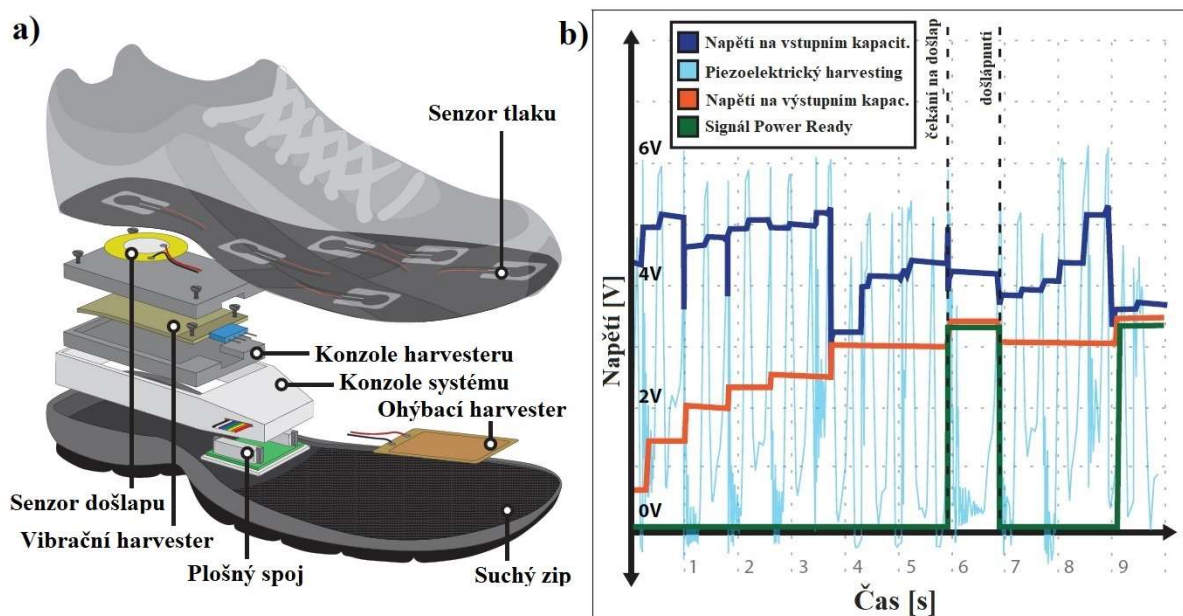 a)
Senzor tlaku
Konzole harvesteru
Konzole systému
Ohýbací harvester
Senzor došlapu
Vibrační harvester
Plošný spoj
Suchý zip
b)
Napětí na vstupním kapacit.
Piezoelektrický harvesting
Napětí na výstupním kapac.
Signál Power Ready
čekání na došlap
došlápnutí
Napětí [V]
6V
4V
2V
0V
1 2 3 4 5 6 7 8 9
Čas [s]